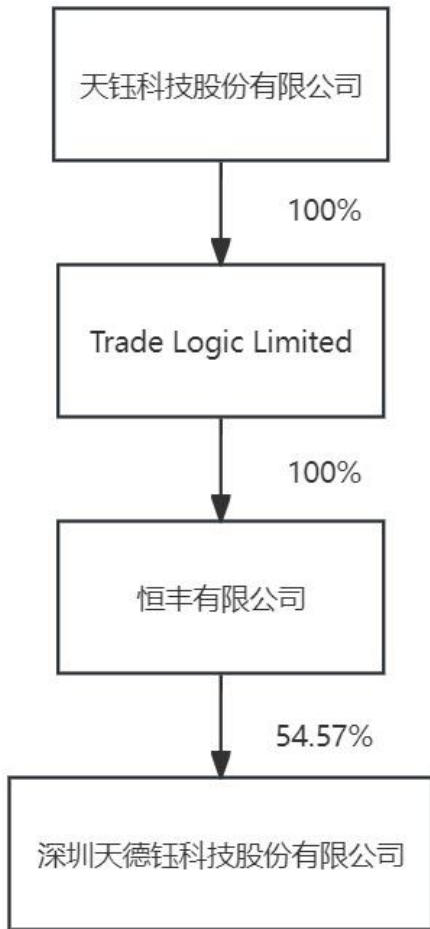 天钰科技股份有限公司
100%
Trade Logic Limited
100%
恒丰有限公司
54.57%
深圳天德钰科技股份有限公司